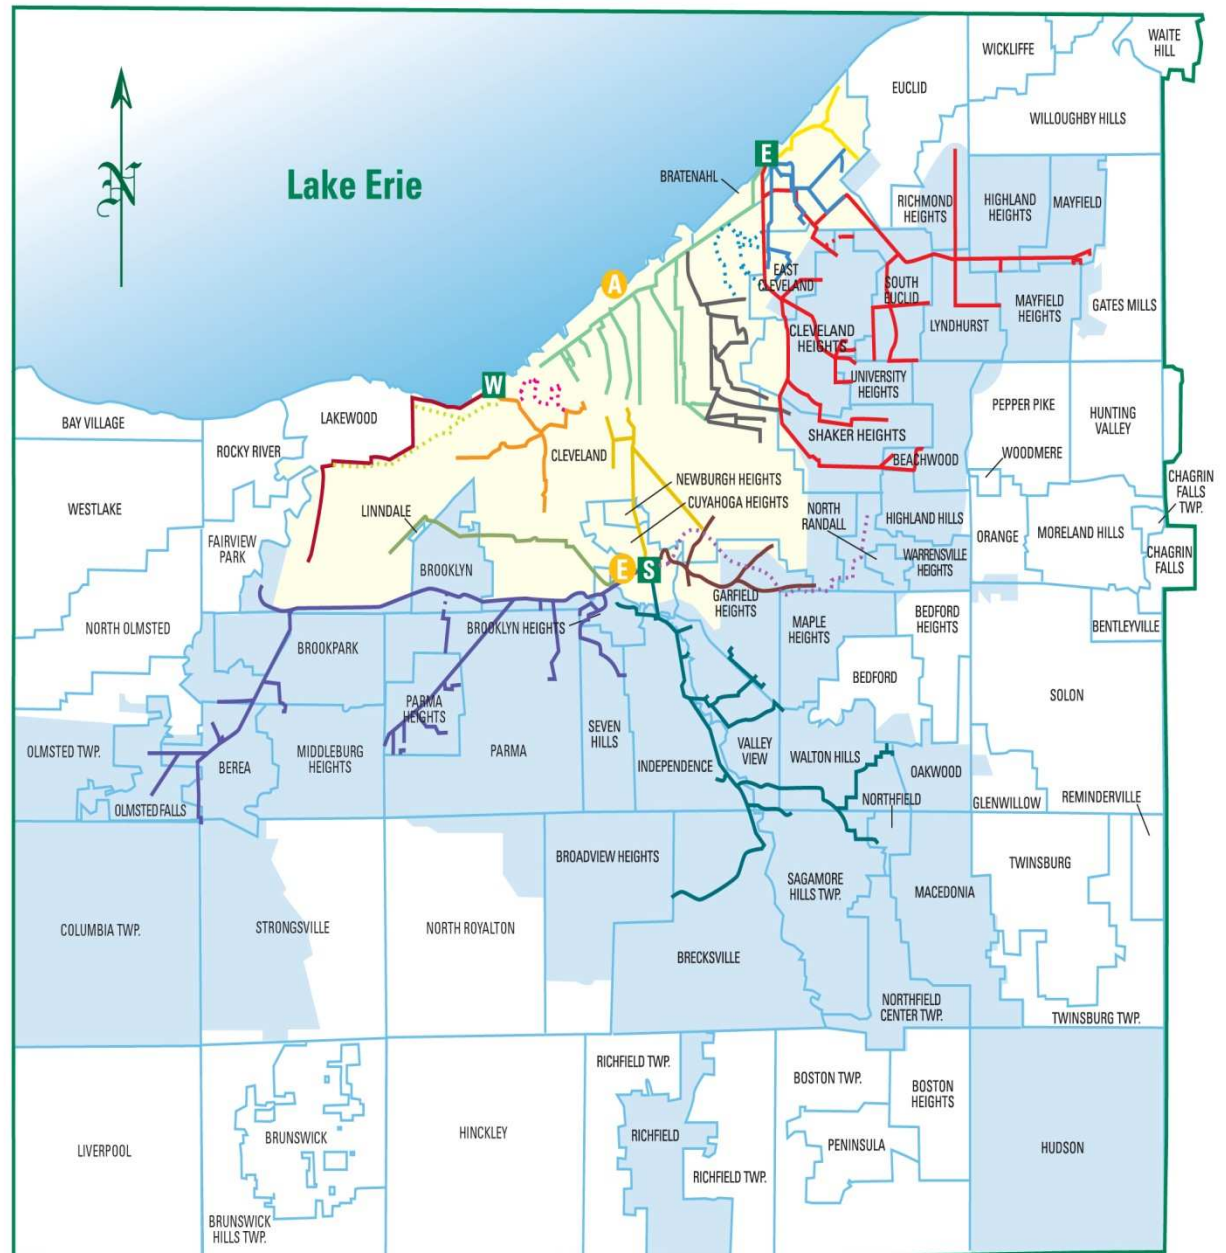 WAITE
HILL
WICKLIFFE
EUCLID
WILLOUGHBY HILLS
N
Lake Erie
E
BRATENAHL
RICHMOND
HEIGHTS
HIGHLAND
HEIGHTS
MAYFIELD
A
EAST
CLEVELAND
SOUTH
EUCLID
MAYFIELD
HEIGHTS
GATES MILLS
CLEVELAND
HEIGHTS
LYNDHURST
W
UNIVERSITY
HEIGHTS
LAKEWOOD
BAY VILLAGE
PEPPER PIKE
HUNTING
VALLEY
ROCKY RIVER
SHAKER HEIGHTS
CLEVELAND
BEACHWOOD
WOODMERE
NEWBURGH HEIGHTS
CUYAHOGA HEIGHTS
CHAGRIN
FALLS
TWP.
WESTLAKE
LINNDALE
NORTH
RANDALL
HIGHLAND HILLS
ORANGE
MORELAND HILLS
FAIRVIEW
PARK
WARRENSVILLE
HEIGHTS
CHAGRIN
FALLS
BROOKLYN
E
S
GARFIELD
HEIGHTS
NORTH OLMSTED
BROOKLYN HEIGHTS
MAPLE
HEIGHTS
BEDFORD
HEIGHTS
BENTLEYVILLE
BROOKPARK
BEDFORD
SOLON
PARMA
HEIGHTS
OLMSTED TWP.
BEREA
MIDDLEBURG
HEIGHTS
PARMA
SEVEN
HILLS
INDEPENDENCE
VALLEY
VIEW
WALTON HILLS
OAKWOOD
OLMSTED FALLS
NORTHFIELD
GLENWILLOW
REMINDERVILLE
BROADVIEW HEIGHTS
TWINSBURG
SAGAMORE
HILLS TWP.
MACEDONIA
COLUMBIA TWP.
STRONGSVILLE
NORTH ROYALTON
BRECKSVILLE
NORTHFIELD
CENTER TWP.
TWINSBURG TWP.
RICHFIELD TWP.
BOSTON TWP.
BOSTON
HEIGHTS
LIVERPOOL
BRUNSWICK
HINCKLEY
RICHFIELD
PENINSULA
HUDSON
RICHFIELD TWP.
BRUNSWICK
HILLS TWP.